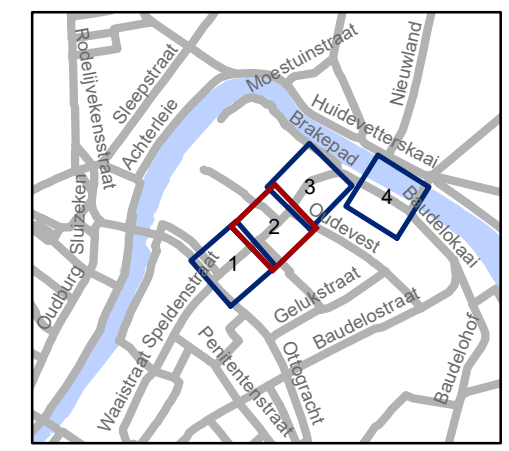 Rodelijvekensstraat
Sleepstraat
Achterleie
Moestuinstraat
Nieuwland
Huidevetterskaai
Brakepad
Baudelokaai
Oudevest
Sluizeken
Oudburg
Speldenstraat
Waaistraat
Gelukstraat
Baudelostraat
Penitentenstraat
Ottogracht
Baudelohof
3
4
2
1